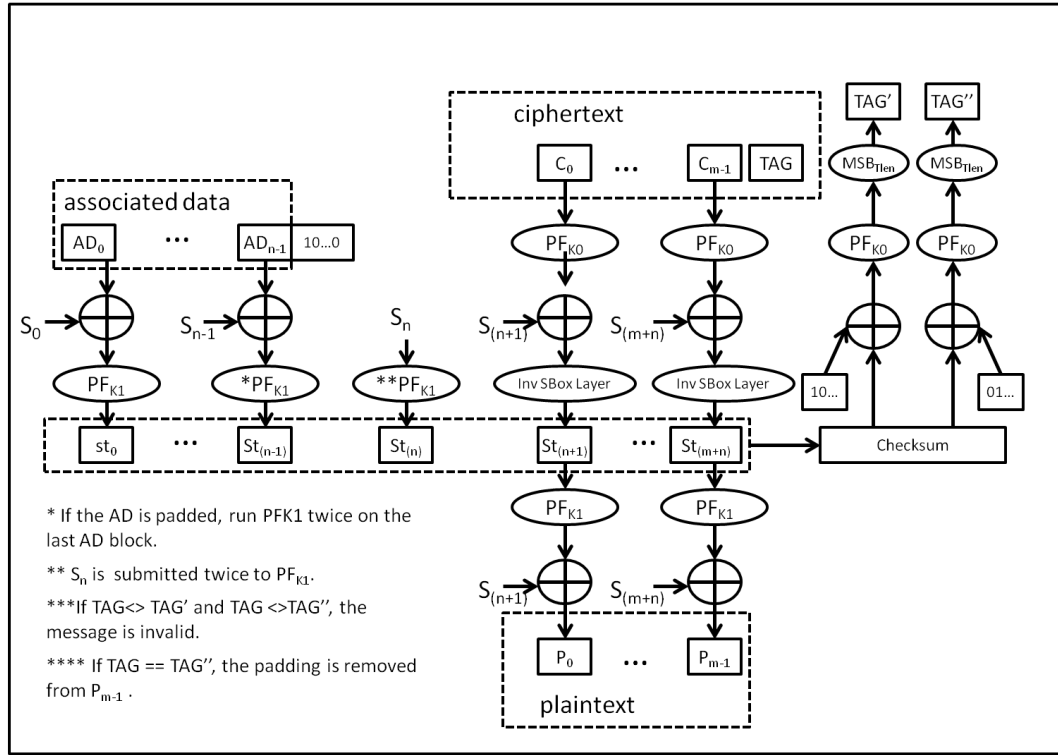 TAG' TAG''
ciphertext
C0 ... Cm-1 TAG
MSBTlen MSBTlen
associated data
AD0 ... ADn-1 10...0
PFK0 PFK0 PFK0 PFK0
S0 Sn-1 Sn S(n+1) S(m+n)
PFK1 *PFK1 **PFK1 Inv SBox Layer Inv SBox Layer
10... 01...
st0 ... St(n-1) St(n) St(n+1) ... St(m+n) Checksum
PFK1 PFK1
* If the AD is padded, run PFK1 twice on the
last AD block.
** Sn is submitted twice to PFK1.
S(n+1) S(m+n)
***If TAG<> TAG' and TAG <>TAG'', the
message is invalid.
**** If TAG == TAG'', the padding is removed
from Pm-1 .
P0 ... Pm-1
plaintext